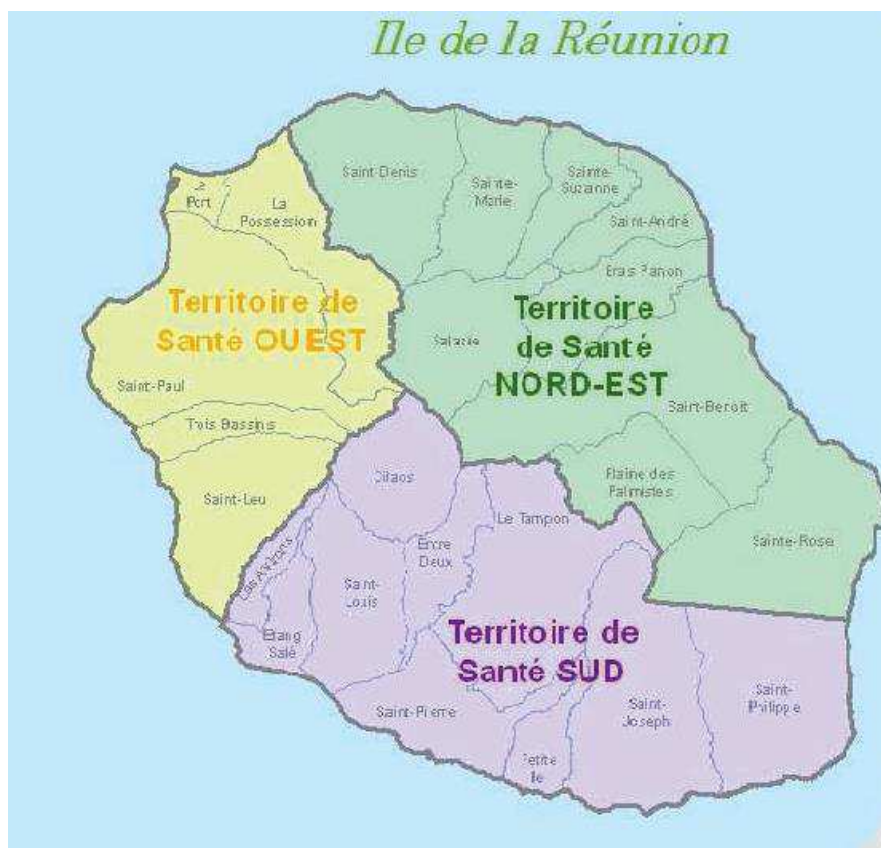 Ile de la Réunion
Saint-Denis
Sainte-
Marie
Sainte-
Suzanne
Le
Port
La
Possession
Saint-André
Bras Panon
Territoire de
Santé OUEST
Territoire
de Santé
NORD-EST
Salazie
Saint-Paul
Saint-Benoit
Trois Bassins
Cilaos
Plaine des
Palmistes
Saint-Leu
Le Tampon
Entre
Deux
Sainte-Rose
Les Avirons
Saint-
Louis
Etang
Salé
Territoire de
Santé SUD
Saint-Pierre
Saint-
Joseph
Saint-
Philippe
Petite
Ile